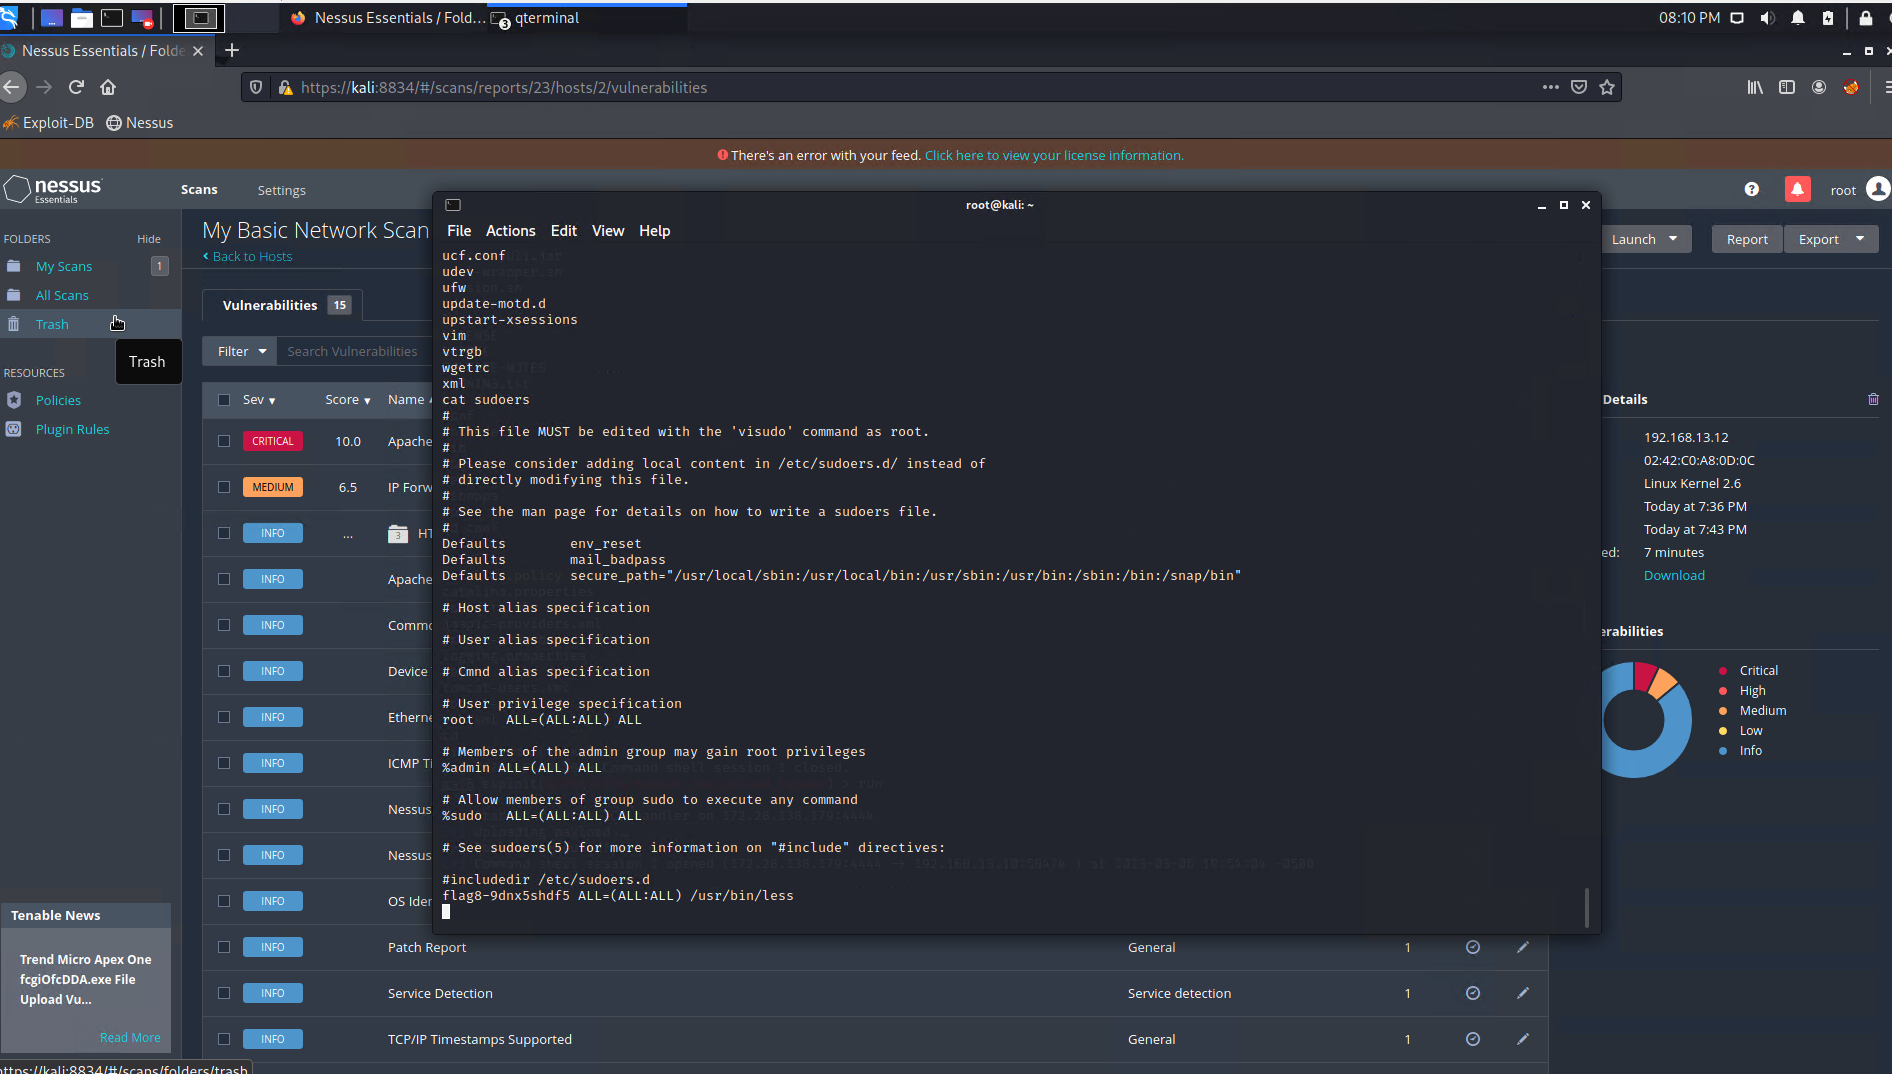 08:10 PM
Nessus Essentials / Fold...
3
qterminal
Nessus Essentials / Folde
https://kali:8834/#/scans/reports/23/hosts/2/vulnerabilities
Exploit-DB
Nessus
There's an error with your feed. Click here to view your license information.
nessus
Essentials
Scans
Settings
root
FOLDERS
Hide
My Scans
1
All Scans
Trash
Trash
RESOURCES
Policies
Plugin Rules
Tenable News
Trend Micro Apex One
fcgiOfcDDA.exe File
Upload Vu...
Read More
https://kali:8834/#/scans/folders/trash
My Basic Network Scan
Back to Hosts
Launch
Report
Export
Vulnerabilities 15
Filter
Search Vulnerabilities
Sev
Score
Name
CRITICAL 10.0 Apache
MEDIUM 6.5 IP Forw
INFO ... 3 HT
INFO Apache
INFO Commo
INFO Device
INFO Etherne
INFO ICMP Ti
INFO Nessus
INFO Nessus
INFO OS Iden
INFO Patch Report General 1
INFO Service Detection Service detection 1
INFO TCP/IP Timestamps Supported General 1
root@kali: ~
File Actions Edit View Help
ucf.conf
udev
ufw
update-motd.d
upstart-xsessions
vim
vtrgb
wgetrc
xml
cat sudoers
#
# This file MUST be edited with the 'visudo' command as root.
#
# Please consider adding local content in /etc/sudoers.d/ instead of
# directly modifying this file.
#
# See the man page for details on how to write a sudoers file.
#
Defaults        env_reset
Defaults        mail_badpass
Defaults        secure_path="/usr/local/sbin:/usr/local/bin:/usr/sbin:/usr/bin:/sbin:/bin:/snap/bin"
# Host alias specification
# User alias specification
# Cmnd alias specification
# User privilege specification
root    ALL=(ALL:ALL) ALL
# Members of the admin group may gain root privileges
%admin ALL=(ALL) ALL
# Allow members of group sudo to execute any command
%sudo   ALL=(ALL:ALL) ALL
# See sudoers(5) for more information on "#include" directives:
#includedir /etc/sudoers.d
flag8-9dnx5shdf5 ALL=(ALL:ALL) /usr/bin/less
Details
192.168.13.12
02:42:C0:A8:0D:0C
Linux Kernel 2.6
Today at 7:36 PM
Today at 7:43 PM
ed: 7 minutes
Download
erabilities
Critical
High
Medium
Low
Info